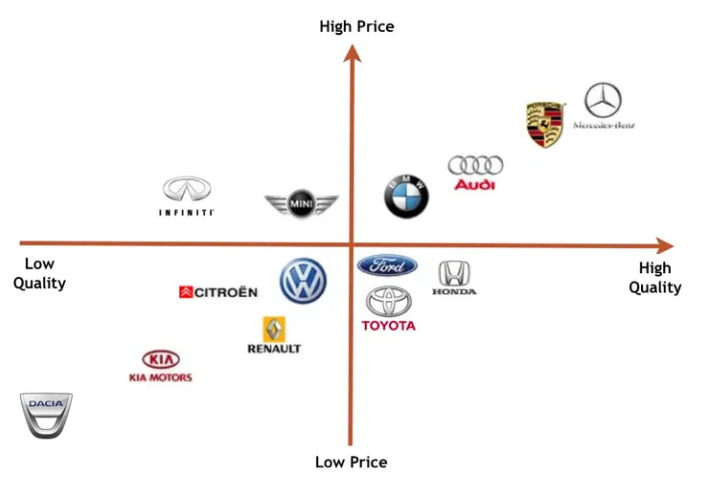 High Price
PORSCHE
Mercedes-Benz
Audi
BMW
INFINITI
MINI
Low
Quality
High
Quality
Ford
HONDA
CITROËN
TOYOTA
RENAULT
KIA
KIA MOTORS
DACIA
Low Price